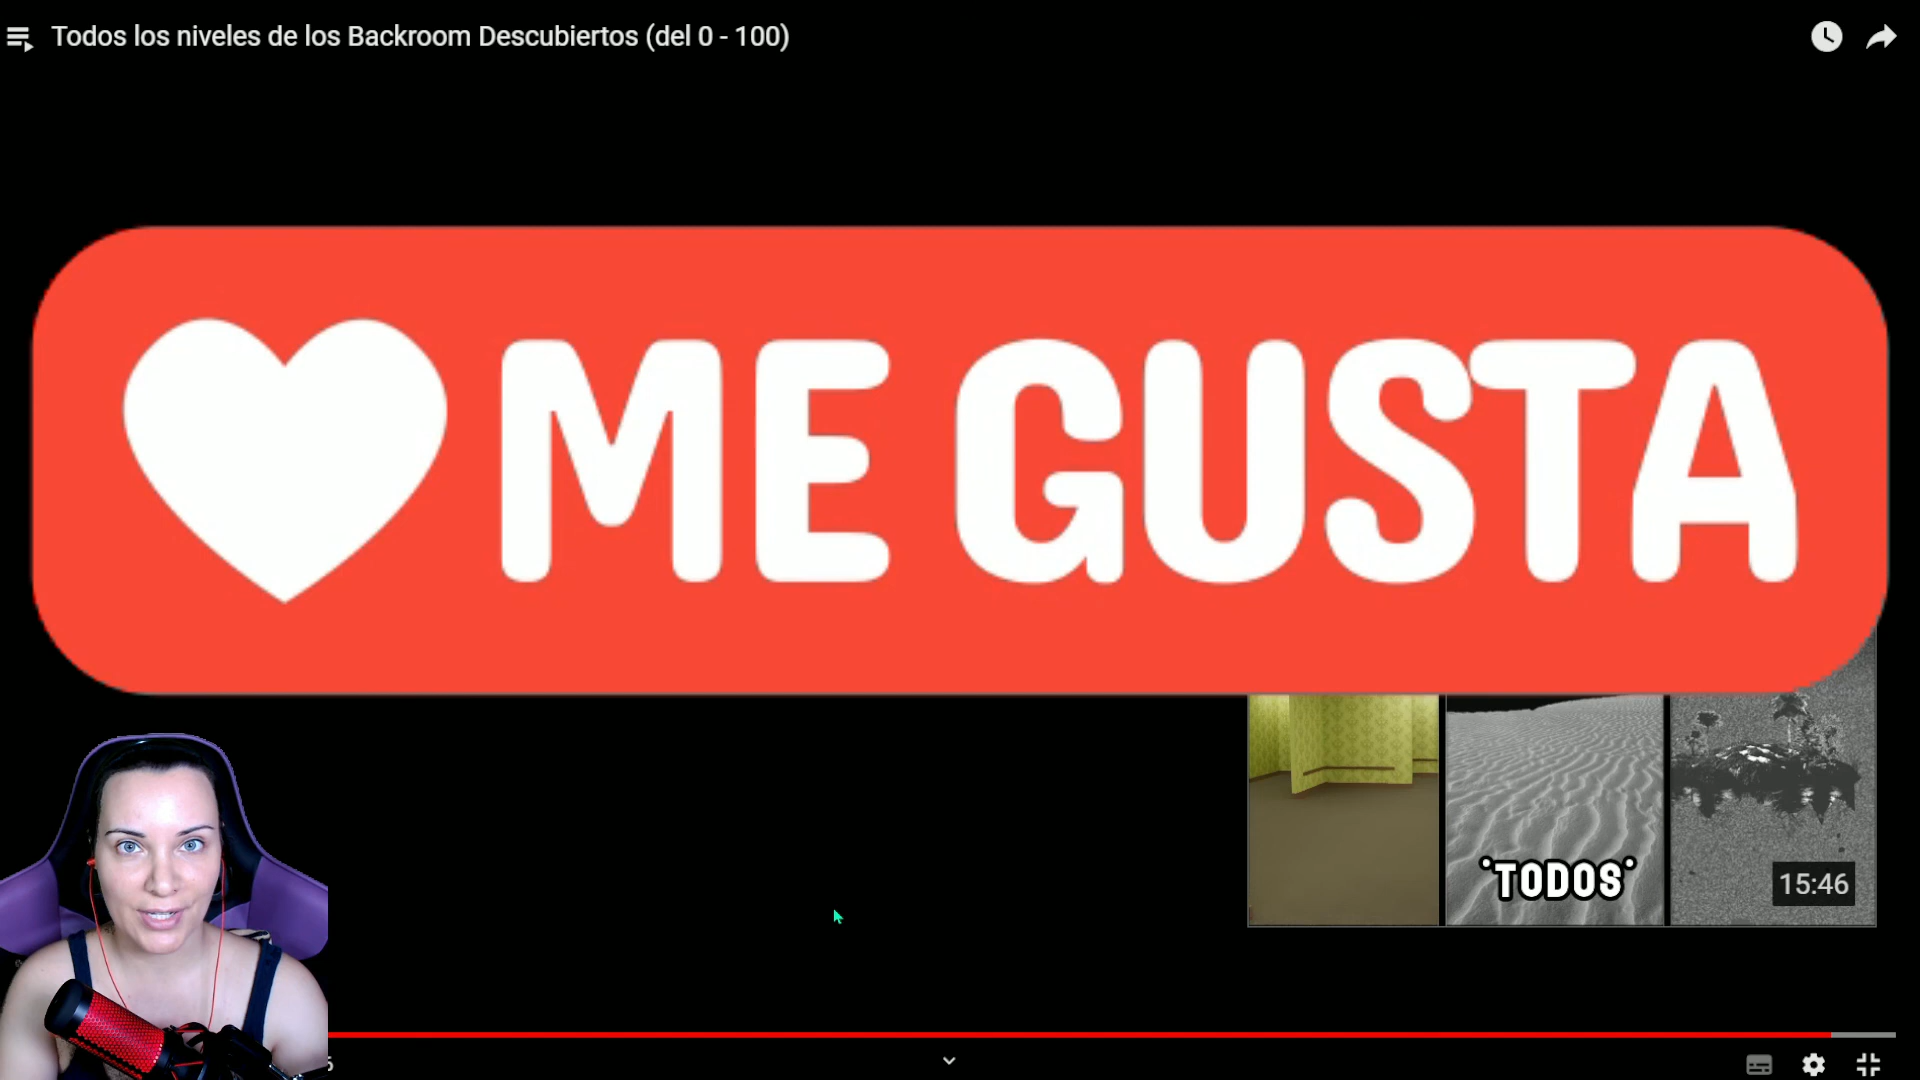 Todos los niveles de los Backroom Descubiertos (del 0 - 100)
ME GUSTA
TODOS
15:46